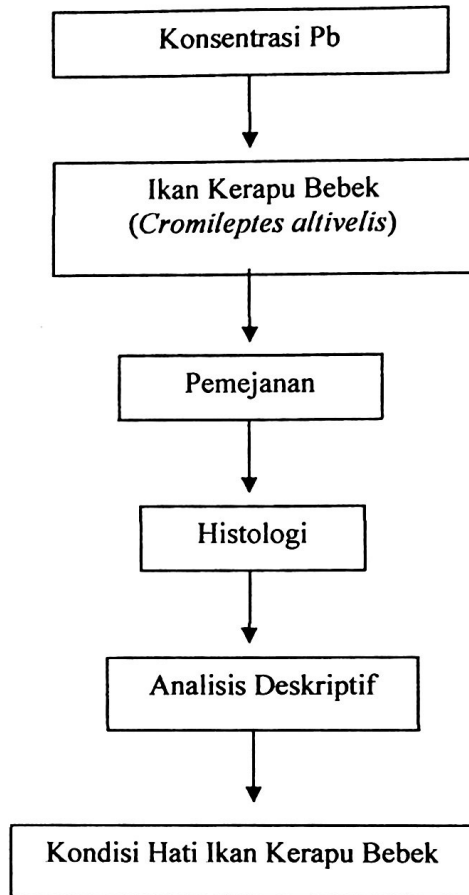 Konsentrasi Pb
Ikan Kerapu Bebek
(Cromileptes altivelis)
Pemejanan
Histologi
Analisis Deskriptif
Kondisi Hati Ikan Kerapu Bebek